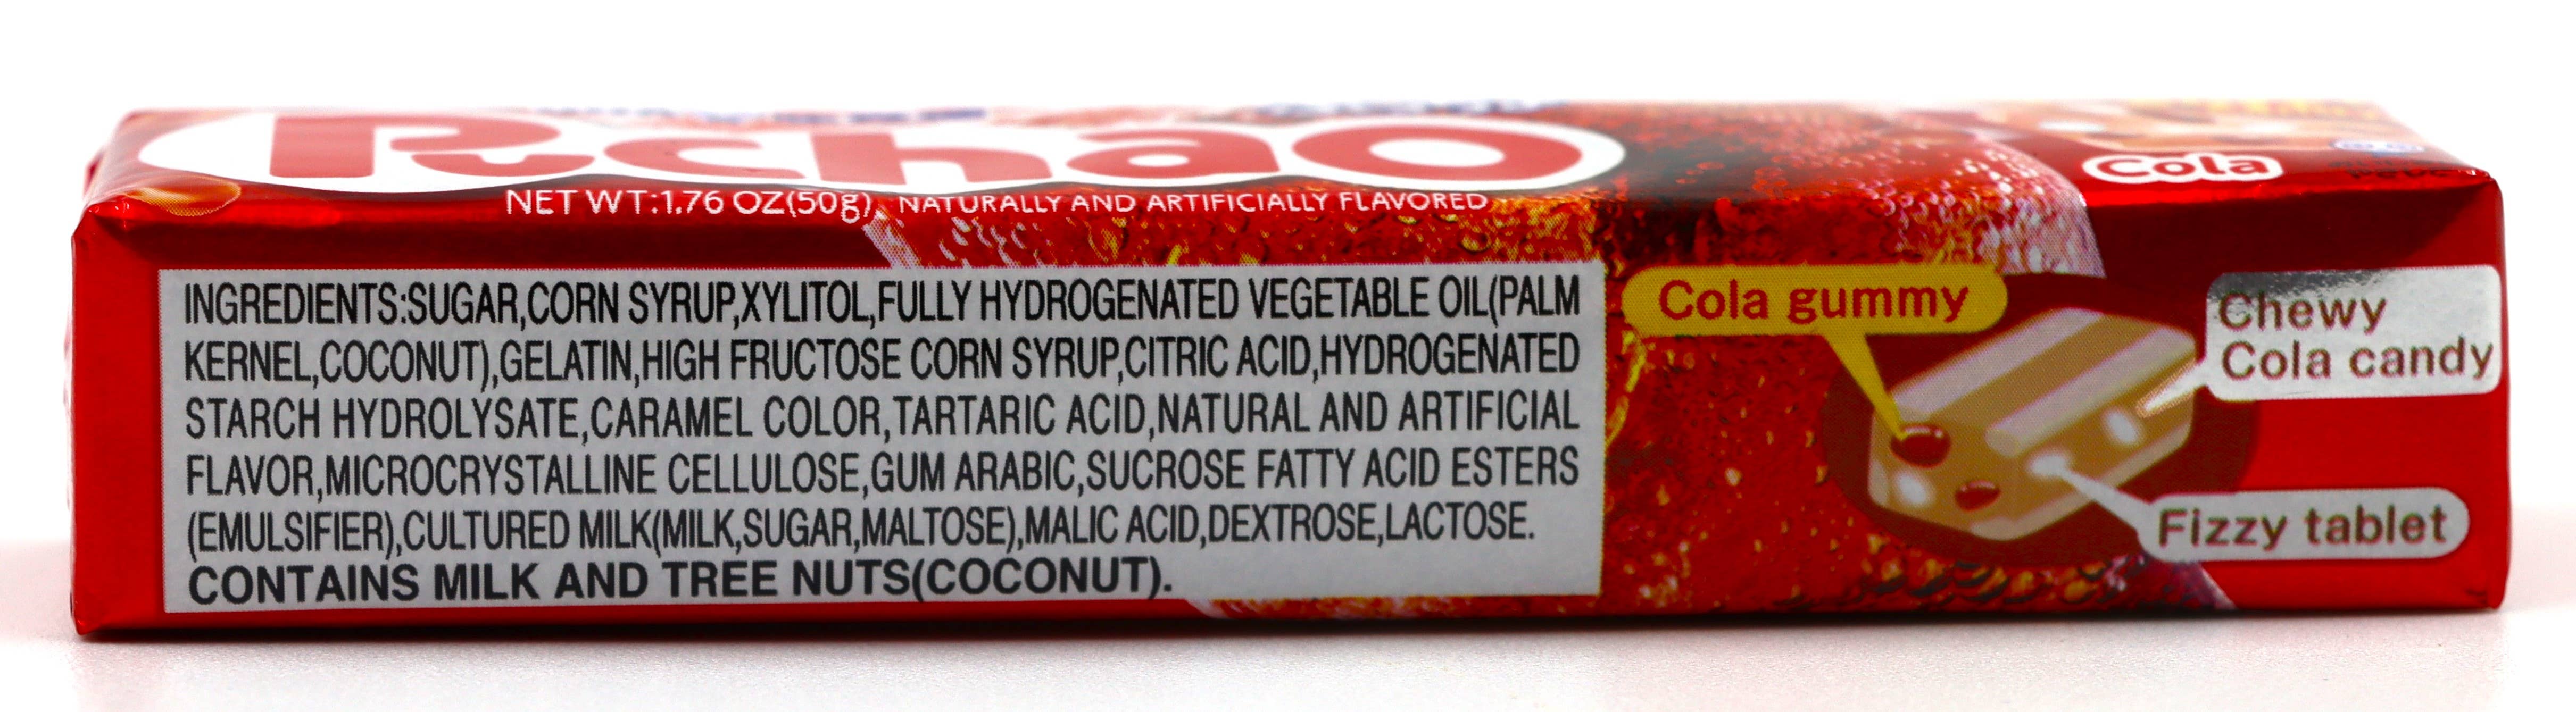 Puchao
Cola
NET WT:1.76 OZ(50g), NATURALLY AND ARTIFICIALLY FLAVORED
INGREDIENTS:SUGAR,CORN SYRUP,XYLITOL,FULLY HYDROGENATED VEGETABLE OIL(PALM
KERNEL,COCONUT),GELATIN,HIGH FRUCTOSE CORN SYRUP,CITRIC ACID,HYDROGENATED
STARCH HYDROLYSATE,CARAMEL COLOR,TARTARIC ACID,NATURAL AND ARTIFICIAL
FLAVOR,MICROCRYSTALLINE CELLULOSE,GUM ARABIC,SUCROSE FATTY ACID ESTERS
(EMULSIFIER),CULTURED MILK(MILK,SUGAR,MALTOSE),MALIC ACID,DEXTROSE,LACTOSE.
CONTAINS MILK AND TREE NUTS(COCONUT).
Cola gummy
Chewy
Cola candy
Fizzy tablet